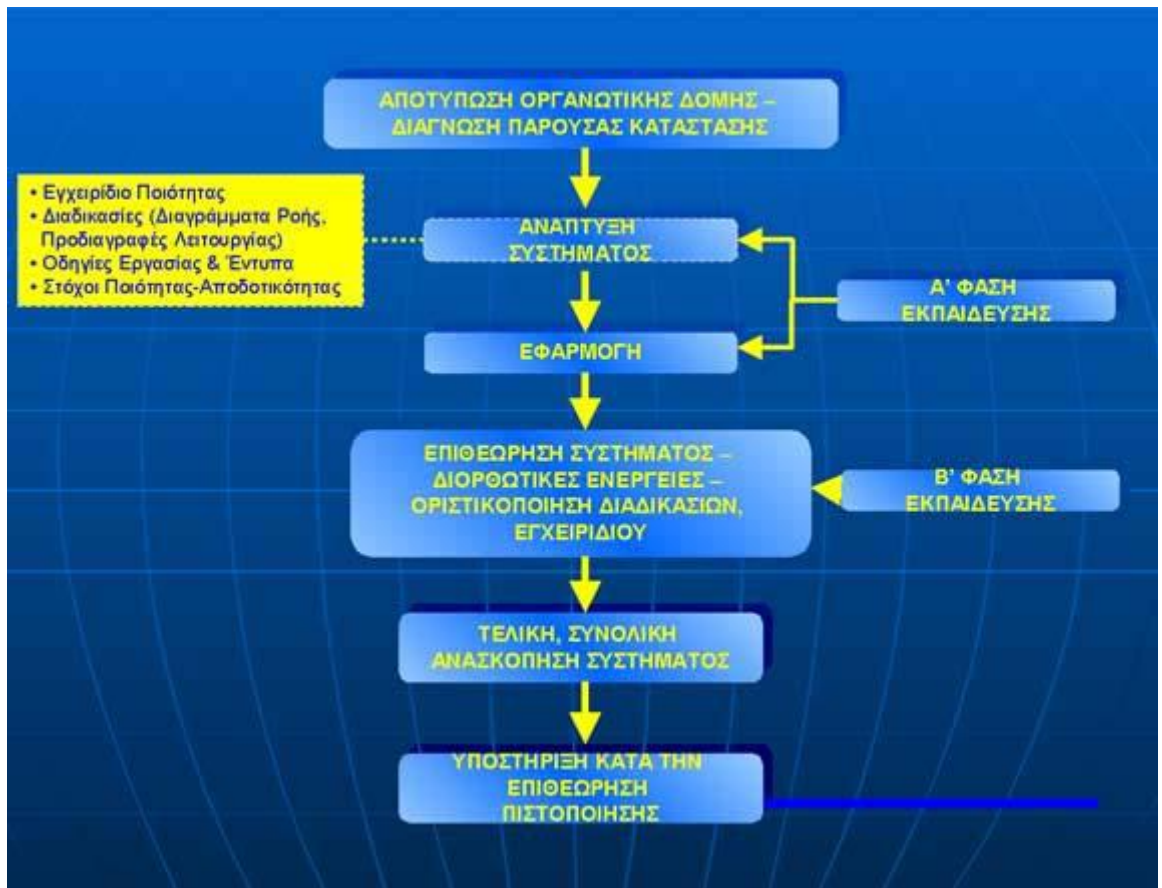 ΑΠΟΤΥΠΩΣΗ ΟΡΓΑΝΩΤΙΚΗΣ ΔΟΜΗΣ –
ΔΙΑΓΝΩΣΗ ΠΑΡΟΥΣΑΣ ΚΑΤΑΣΤΑΣΗΣ
• Εγχειρίδιο Ποιότητας
• Διαδικασίες (Διαγράμματα Ροής,
Προδιαγραφές Λειτουργίας)
• Οδηγίες Εργασίας & Έντυπα
• Στόχοι Ποιότητας-Αποδοτικότητας
ΑΝΑΠΤΥΞΗ
ΣΥΣΤΗΜΑΤΟΣ
Α' ΦΑΣΗ
ΕΚΠΑΙΔΕΥΣΗΣ
ΕΦΑΡΜΟΓΗ
ΕΠΙΘΕΩΡΗΣΗ ΣΥΣΤΗΜΑΤΟΣ –
ΔΙΟΡΘΩΤΙΚΕΣ ΕΝΕΡΓΕΙΕΣ –
ΟΡΙΣΤΙΚΟΠΟΙΗΣΗ ΔΙΑΔΙΚΑΣΙΩΝ,
ΕΓΧΕΙΡΙΔΙΟΥ
Β' ΦΑΣΗ
ΕΚΠΑΙΔΕΥΣΗΣ
ΤΕΛΙΚΗ, ΣΥΝΟΛΙΚΗ
ΑΝΑΣΚΟΠΗΣΗ ΣΥΣΤΗΜΑΤΟΣ
ΥΠΟΣΤΗΡΙΞΗ ΚΑΤΑ ΤΗΝ
ΕΠΙΘΕΩΡΗΣΗ
ΠΙΣΤΟΠΟΙΗΣΗΣ